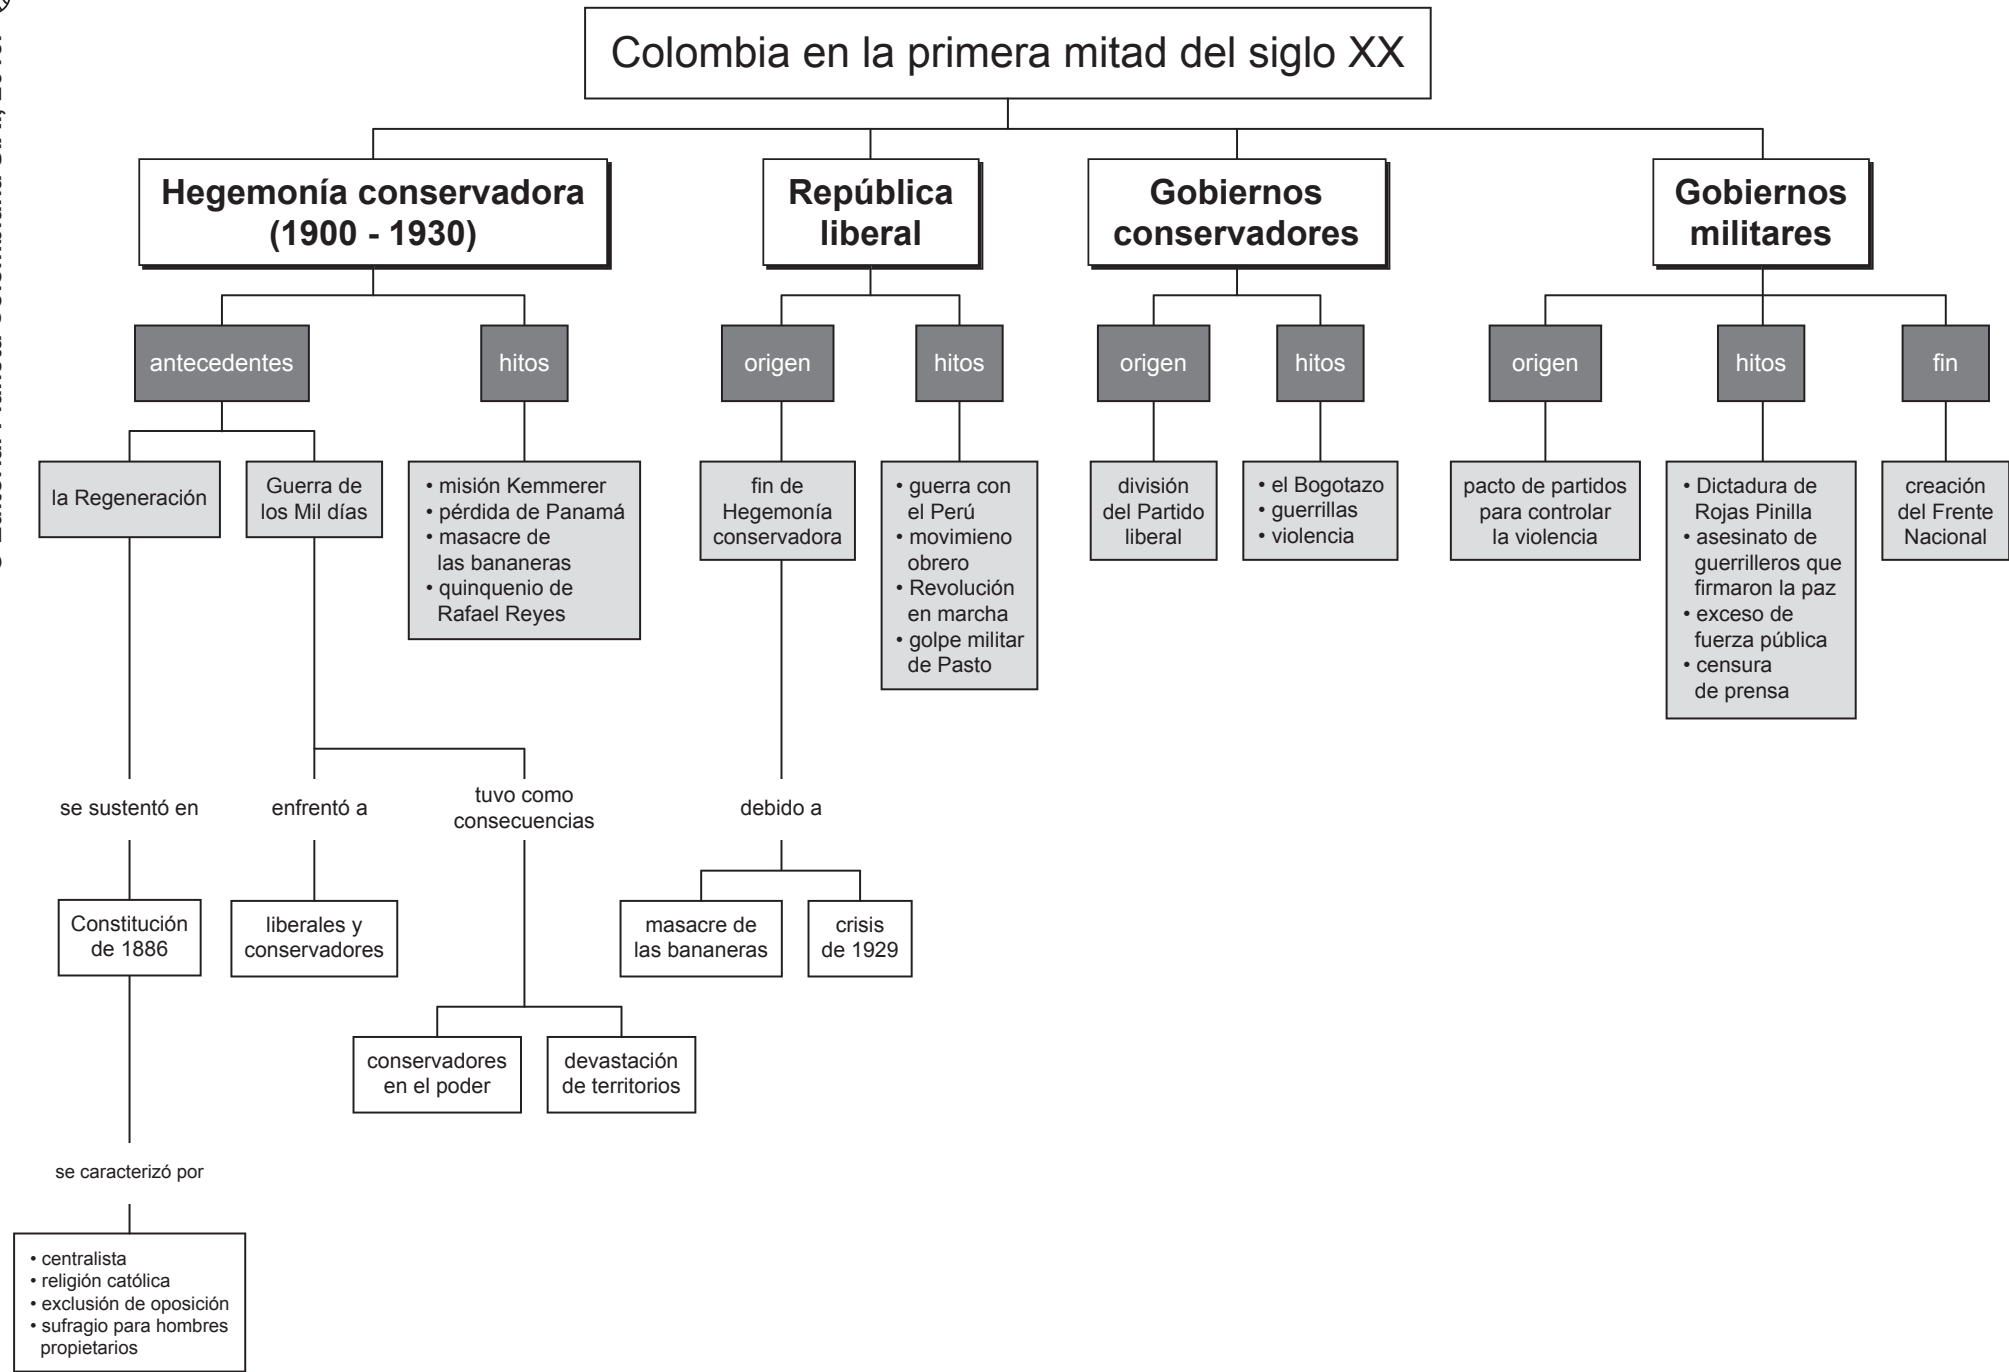 Colombia en la primera mitad del siglo XX
Hegemonía conservadora
(1900 - 1930)
República
liberal
Gobiernos
conservadores
Gobiernos
militares
antecedentes
hitos
origen
hitos
origen
hitos
origen
hitos
fin
la Regeneración
Guerra de
los Mil días
• misión Kemmerer
• pérdida de Panamá
• masacre de
las bananeras
• quinquenio de
Rafael Reyes
fin de
Hegemonía
conservadora
• guerra con
el Perú
• movimieno
obrero
• Revolución
en marcha
• golpe militar
de Pasto
división
del Partido
liberal
• el Bogotazo
• guerrillas
• violencia
pacto de partidos
para controlar
la violencia
• Dictadura de
Rojas Pinilla
• asesinato de
guerrilleros que
firmaron la paz
• exceso de
fuerza pública
• censura
de prensa
creación
del Frente
Nacional
se sustentó en
enfrentó a
tuvo como
consecuencias
debido a
Constitución
de 1886
liberales y
conservadores
masacre de
las bananeras
crisis
de 1929
conservadores
en el poder
devastación
de territorios
se caracterizó por
• centralista
• religión católica
• exclusión de oposición
• sufragio para hombres
propietarios